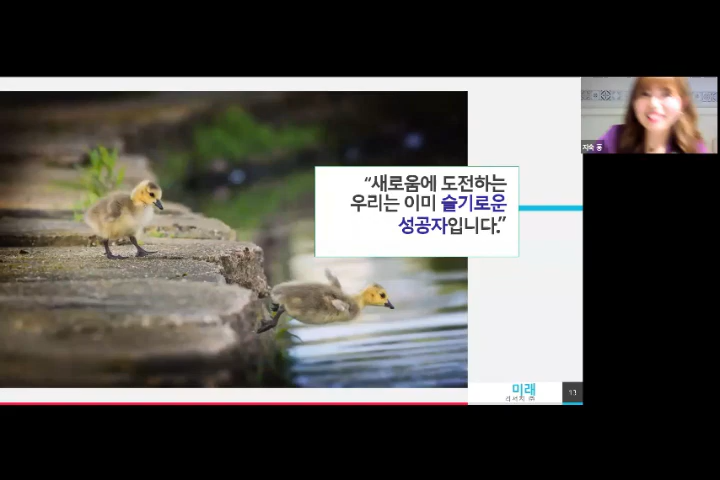 “새로움에 도전하는
우리는 이미 슬기로운
성공자입니다.”
미래
13